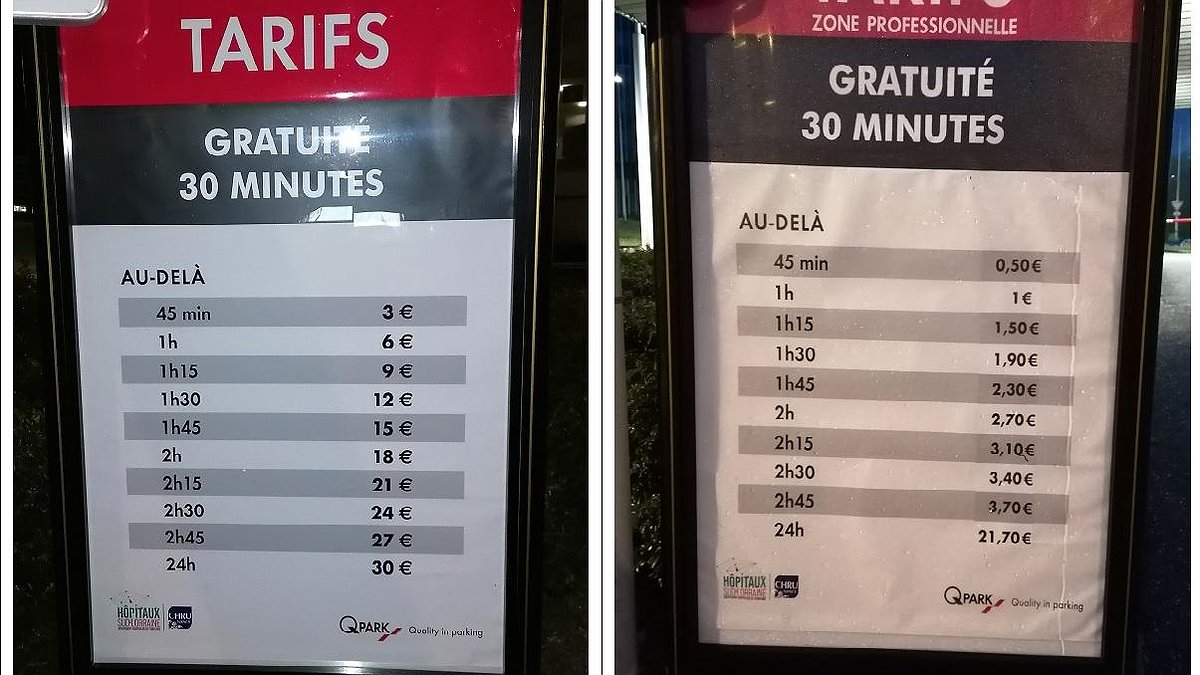 TARIFS
GRATUITÉ
30 MINUTES
AU-DELÀ
45 min 3 €
1h 6 €
1h15 9 €
1h30 12 €
1h45 15 €
2h 18 €
2h15 21 €
2h30 24 €
2h45 27 €
24h 30 €
HÔPITAUX
SUDLORRAINE
CHRU
QPARK Quality in parking
TARIFS
ZONE PROFESSIONNELLE
GRATUITÉ
30 MINUTES
AU-DELÀ
45 min 0,50€
1h 1€
1h15 1,50€
1h30 1,90€
1h45 2,30€
2h 2,70€
2h15 3,10€
2h30 3,40€
2h45 3,70€
24h 21,70€
HÔPITAUX
SUDLORRAINE
CHRU
QPARK Quality in parking